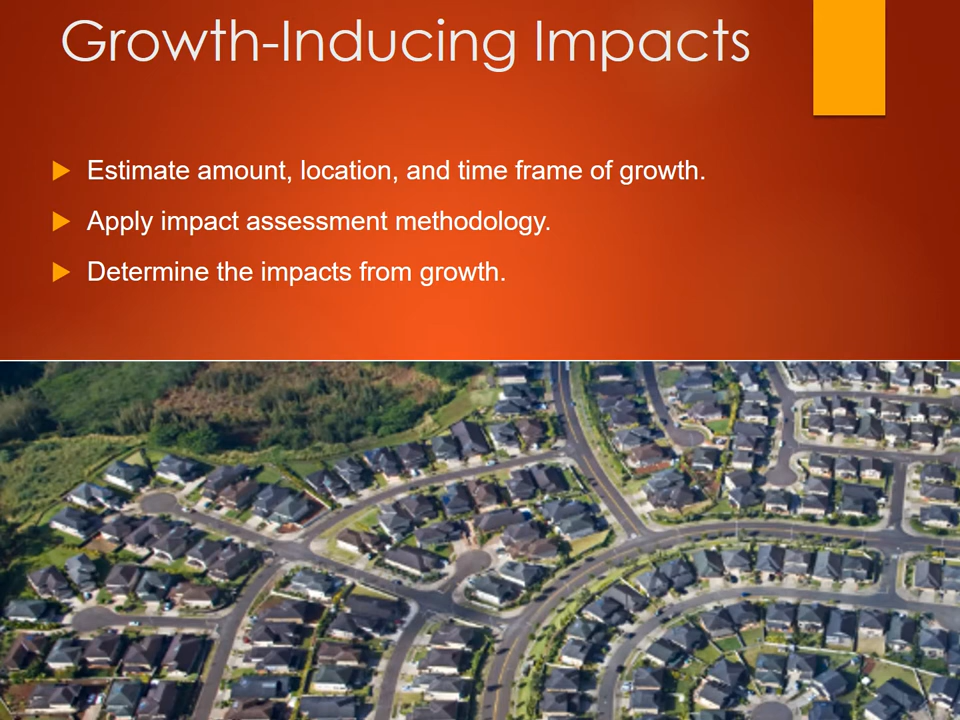 Growth-Inducing Impacts
Estimate amount, location, and time frame of growth.
Apply impact assessment methodology.
Determine the impacts from growth.